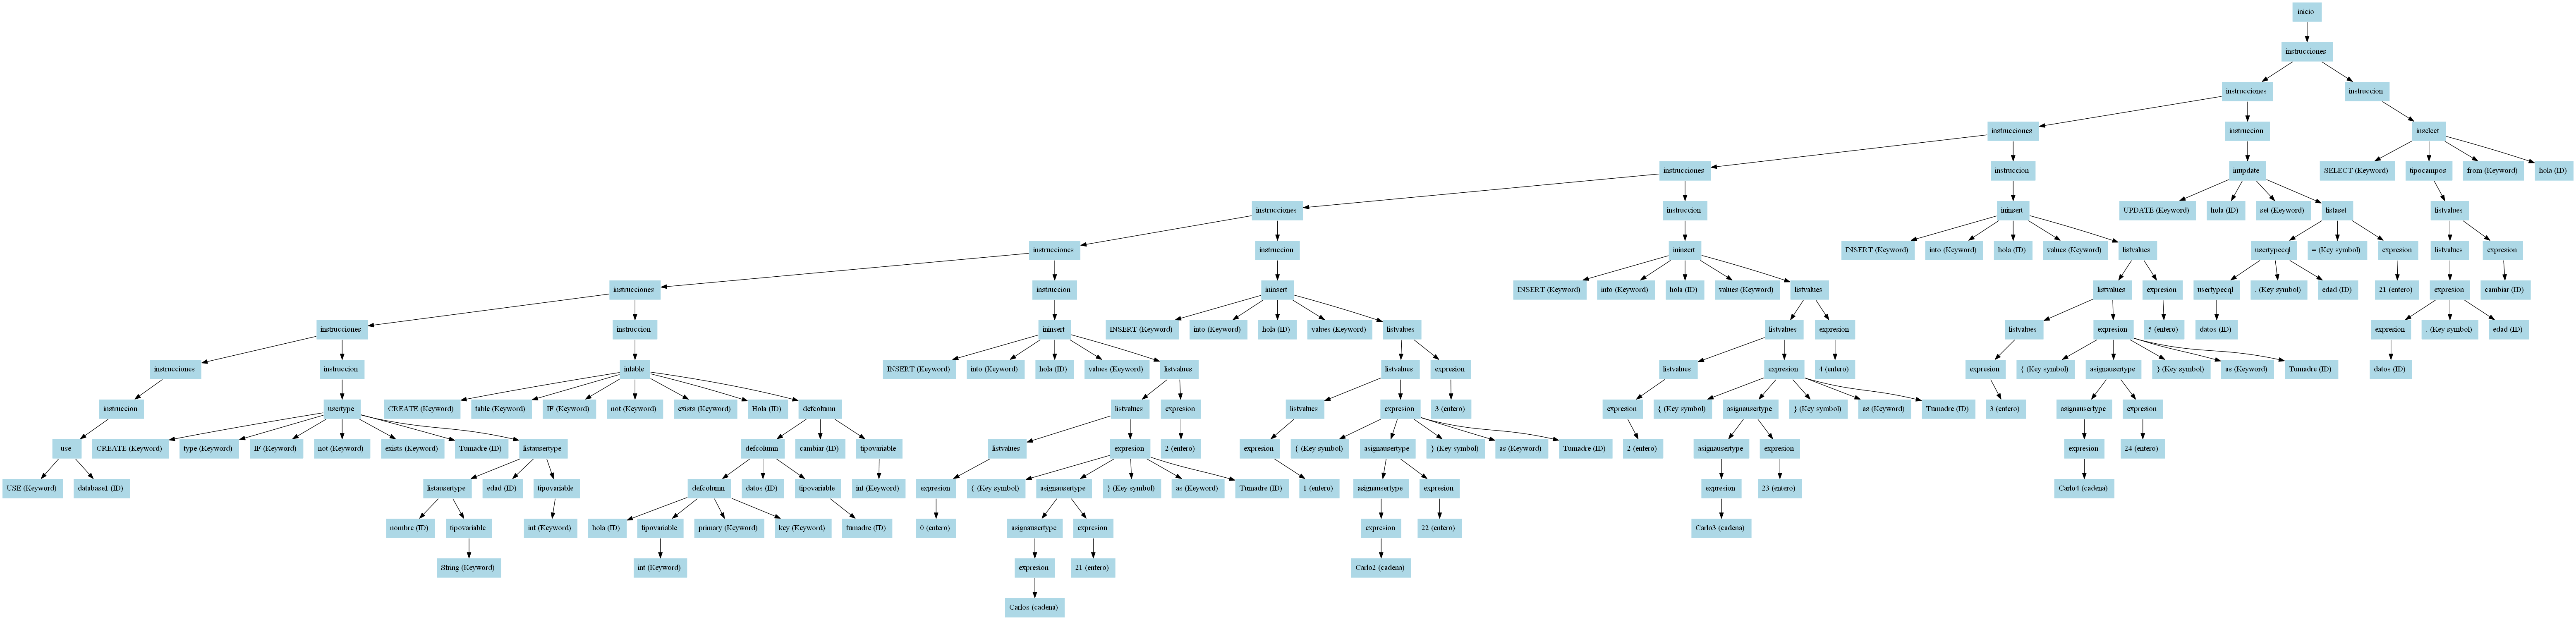 inicio
instrucciones
instrucciones instruccion
instrucciones instruccion inselect
instrucciones instruccion inupdate SELECT (Keyword) tipocampos from (Keyword) hola (ID)
instrucciones instruccion ininsert UPDATE (Keyword) hola (ID) set (Keyword) listaset listvalues
instrucciones instruccion ininsert INSERT (Keyword) into (Keyword) hola (ID) values (Keyword) listvalues usertypecql = (Key symbol) expresion listvalues expresion
instrucciones instruccion ininsert INSERT (Keyword) into (Keyword) hola (ID) values (Keyword) listvalues listvalues expresion usertypecql . (Key symbol) edad (ID) 21 (entero) expresion cambiar (ID)
instrucciones instruccion ininsert INSERT (Keyword) into (Keyword) hola (ID) values (Keyword) listvalues listvalues expresion listvalues expresion 5 (entero) datos (ID) expresion . (Key symbol) edad (ID)
instrucciones instruccion intable INSERT (Keyword) into (Keyword) hola (ID) values (Keyword) listvalues listvalues expresion listvalues expresion 4 (entero) expresion { (Key symbol) asignausertype } (Key symbol) as (Keyword) Tumadre (ID) datos (ID)
instruccion usertype CREATE (Keyword) table (Keyword) IF (Keyword) not (Keyword) exists (Keyword) Hola (ID) defcolumn listvalues expresion listvalues expresion 3 (entero) expresion { (Key symbol) asignausertype } (Key symbol) as (Keyword) Tumadre (ID) 3 (entero) asignausertype expresion
use CREATE (Keyword) type (Keyword) IF (Keyword) not (Keyword) exists (Keyword) Tumadre (ID) listausertype defcolumn cambiar (ID) tipovariable listvalues expresion 2 (entero) expresion { (Key symbol) asignausertype } (Key symbol) as (Keyword) Tumadre (ID) 2 (entero) asignausertype expresion expresion 24 (entero)
USE (Keyword) database1 (ID) listausertype edad (ID) tipovariable defcolumn datos (ID) tipovariable int (Keyword) expresion { (Key symbol) asignausertype } (Key symbol) as (Keyword) Tumadre (ID) 1 (entero) asignausertype expresion expresion 23 (entero) Carlo4 (cadena)
nombre (ID) tipovariable int (Keyword) hola (ID) tipovariable primary (Keyword) key (Keyword) tumadre (ID) 0 (entero) asignausertype expresion expresion 22 (entero) Carlo3 (cadena)
String (Keyword) int (Keyword) expresion 21 (entero) Carlo2 (cadena)
Carlos (cadena)